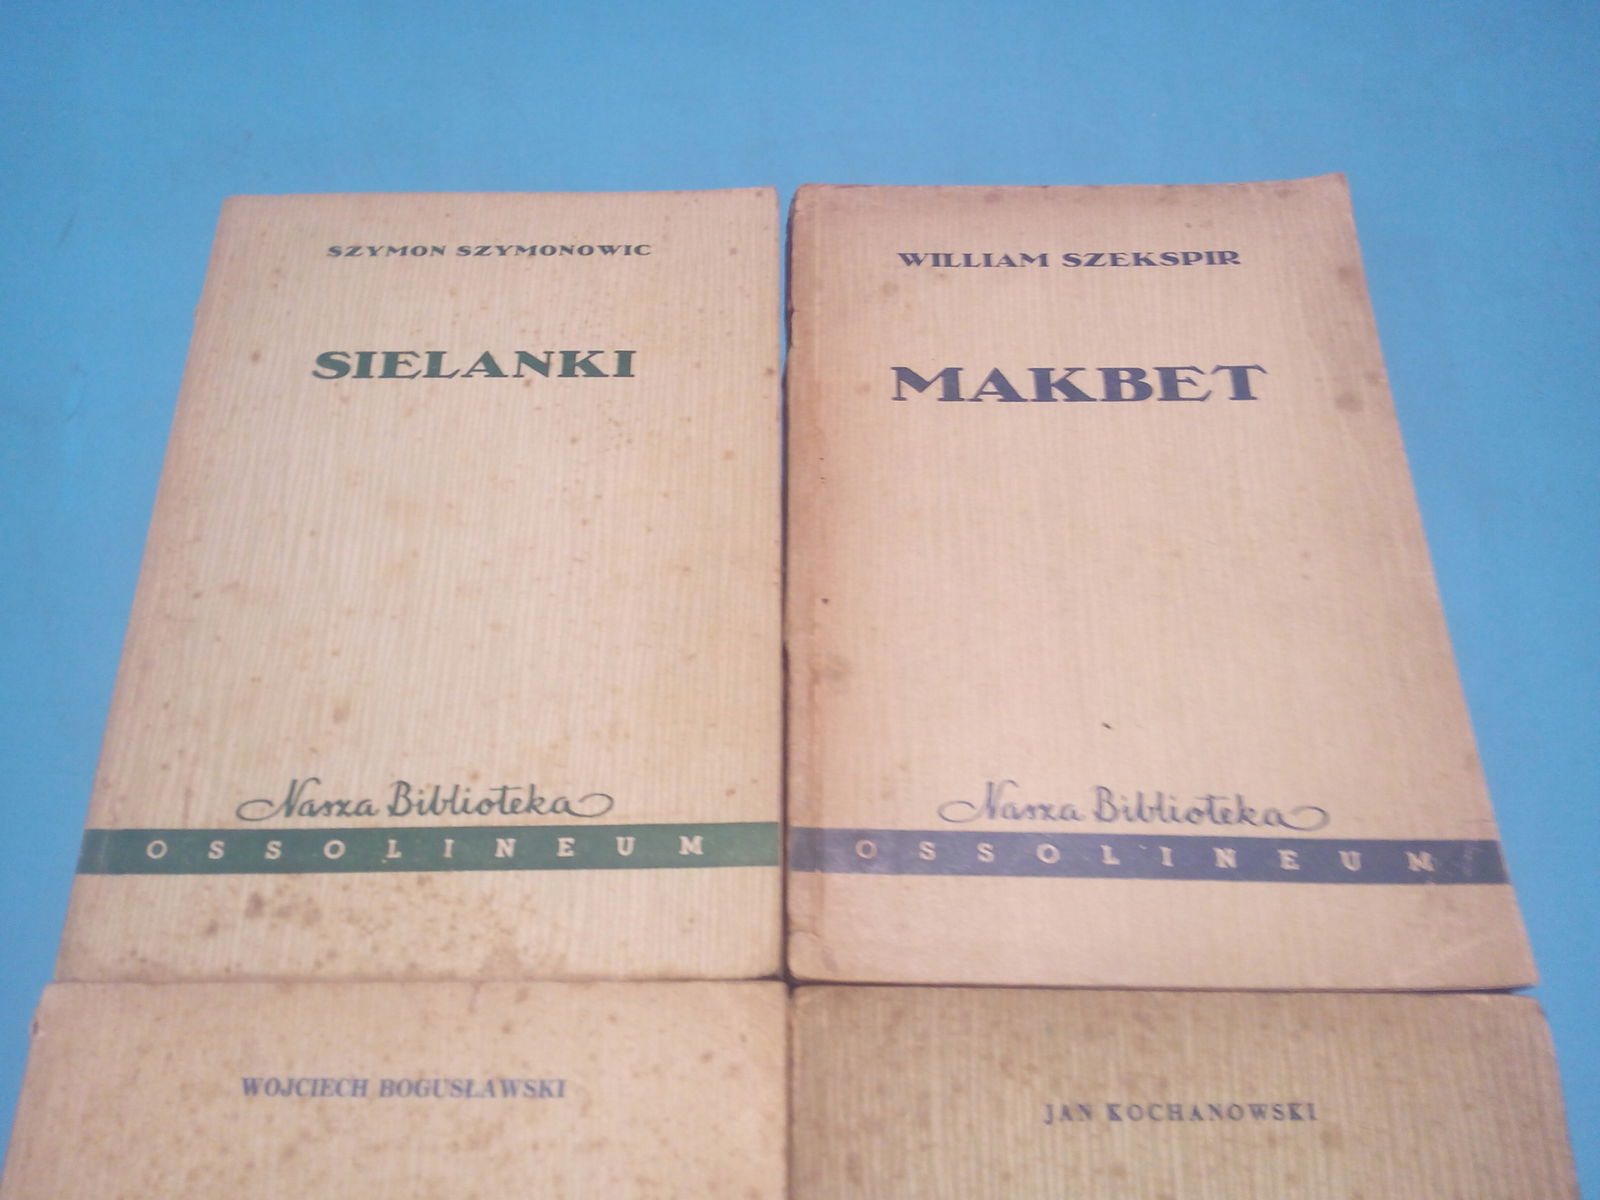 SZYMON SZYMONOWIC
SIELANKI
Nasza Biblioteka
OSSOLINEUM
WILLIAM SZEKSPIR
MAKBET
Nasza Biblioteka
OSSOLINEUM
WOJCIECH BOGUSŁAWSKI
JAN KOCHANOWSKI